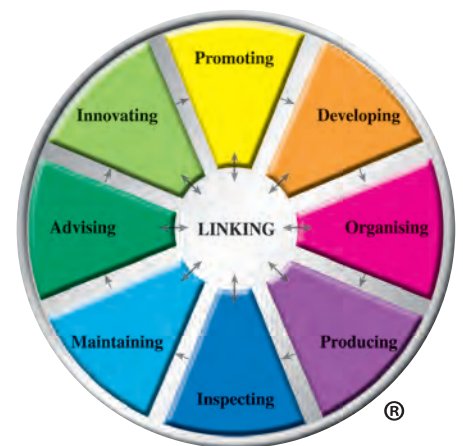 Promoting
Innovating
Developing
Advising
LINKING
Organising
Maintaining
Producing
Inspecting
®